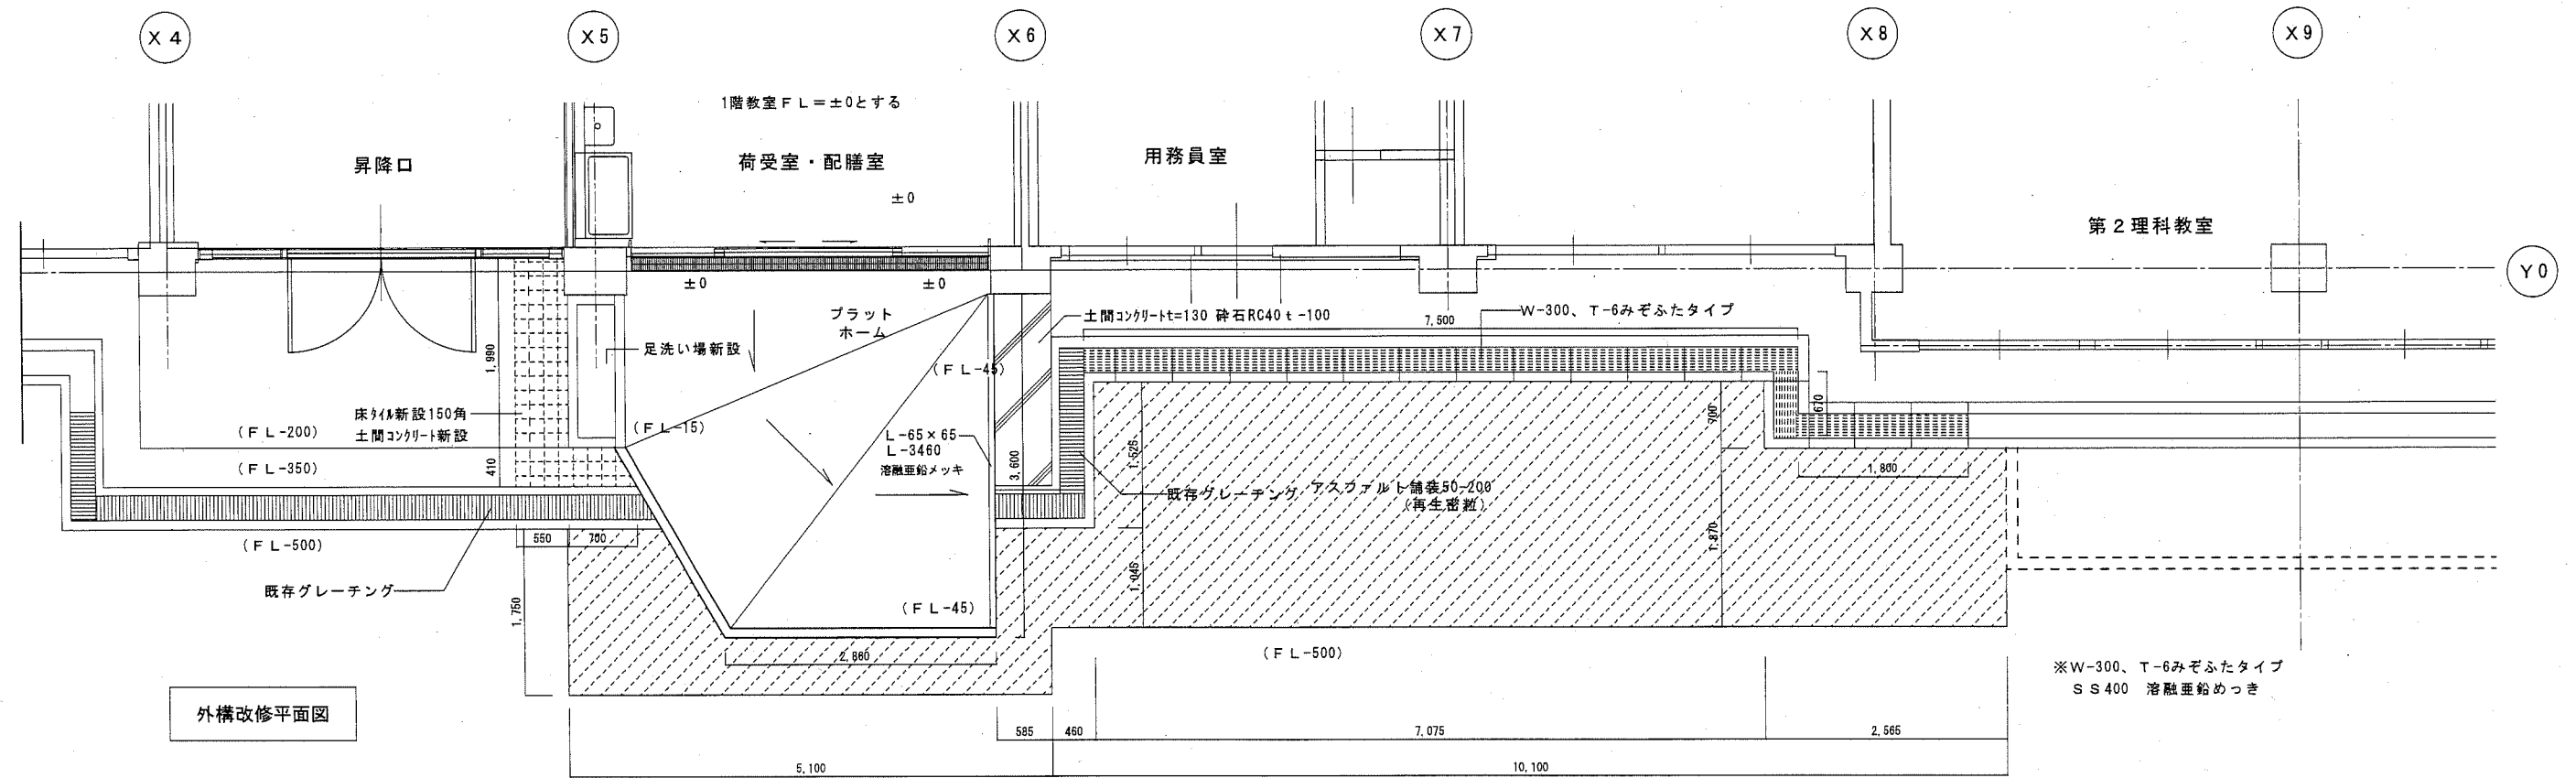 X4
X5
X6
X7
X8
X9
1階教室FL=±0とする
昇降口
荷受室・配膳室
±0
用務員室
第2理科教室
Y0
±0
±0
プラット
ホーム
土間コンクリートt=130 砕石RC40t-100
7,500
W-300、T-6みぞふたタイプ
足洗い場新設
1,990
(FL-45)
670
床タイル新設150角
土間コンクリート新設
(FL-200)
(FL-15)
L-65×65
L-3460
溶融亜鉛メッキ
3,600
1,525
(FL-350)
410
1,800
既存グレーチング
アスファルト舗装50-200
(再生密粒)
(FL-500)
550
700
1,870
既存グレーチング
1,750
(FL-45)
1,045
2,860
(FL-500)
※W-300、T-6みぞふたタイプ
SS400 溶融亜鉛めっき
外構改修平面図
585
460
7,075
2,565
5,100
10,100